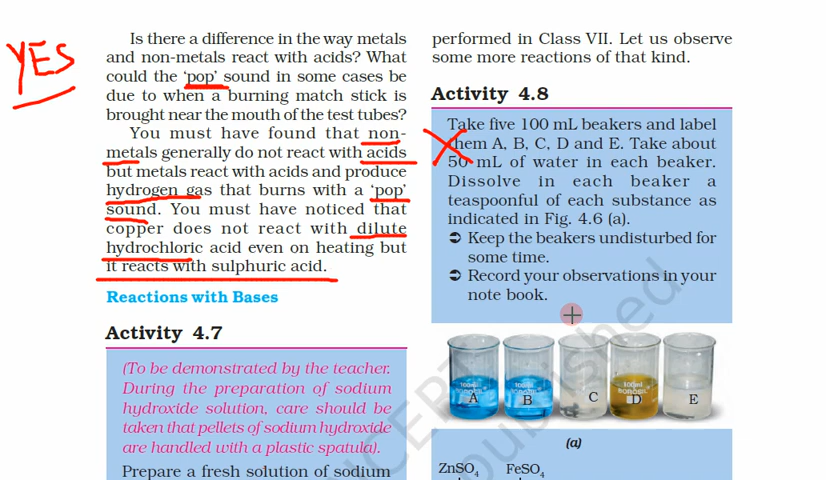 YES
Is there a difference in the way metals
and non-metals react with acids? What
could the ‘pop’ sound in some cases be
due to when a burning match stick is
brought near the mouth of the test tubes?
You must have found that non-
metals generally do not react with acids
but metals react with acids and produce
hydrogen gas that burns with a ‘pop’
sound. You must have noticed that
copper does not react with dilute
hydrochloric acid even on heating but
it reacts with sulphuric acid.
Reactions with Bases
Activity 4.7
(To be demonstrated by the teacher.
During the preparation of sodium
hydroxide solution, care should be
taken that pellets of sodium hydroxide
are handled with a plastic spatula).
Prepare a fresh solution of sodium
performed in Class VII. Let us observe
some more reactions of that kind.
Activity 4.8
Take five 100 mL beakers and label
them A, B, C, D and E. Take about
50 mL of water in each beaker.
Dissolve in each beaker a
teaspoonful of each substance as
indicated in Fig. 4.6 (a).
➲ Keep the beakers undisturbed for
some time.
➲ Record your observations in your
note book.
A B C D E
(a)
ZnSO₄ FeSO₄